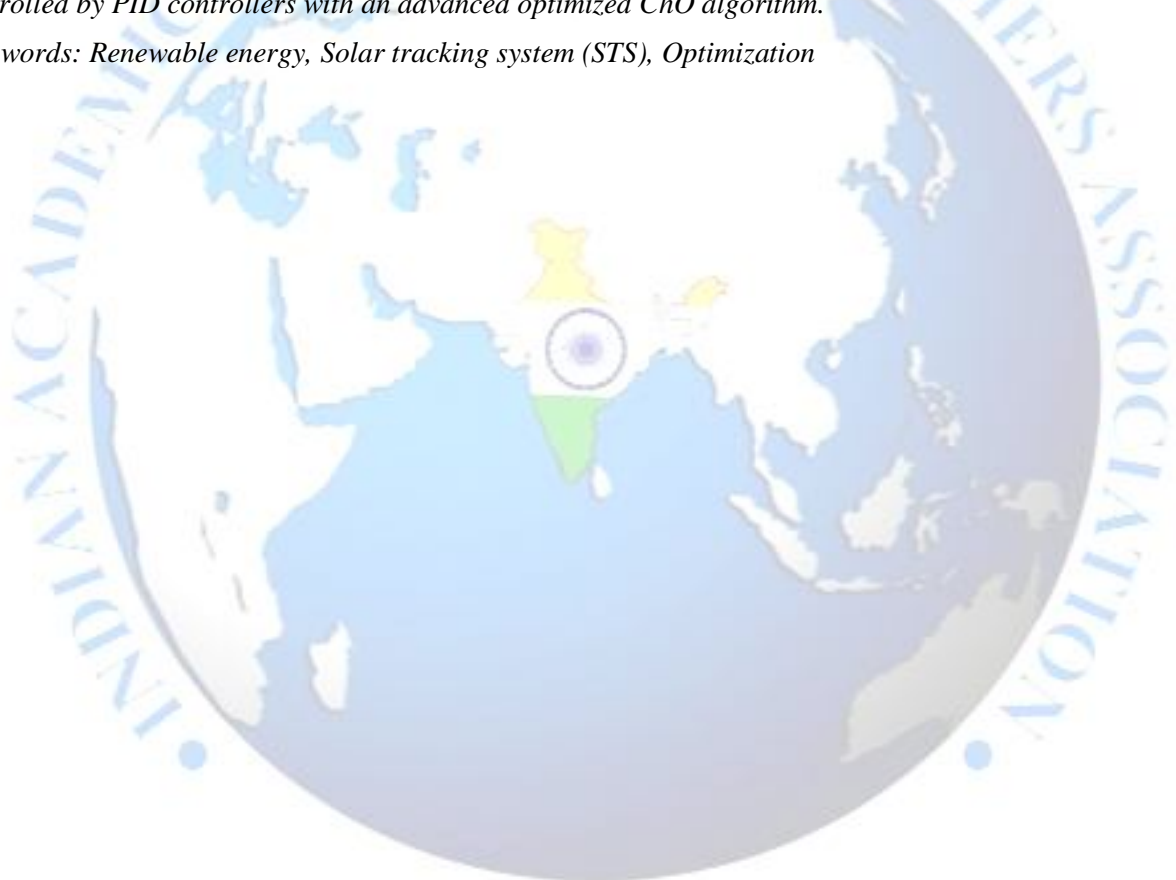 rolled by PID controllers with an advanced optimized ChO algorithm.
words: Renewable energy, Solar tracking system (STS), Optimization
INDIAN ACADEMIC
ERS ASSOCIATION